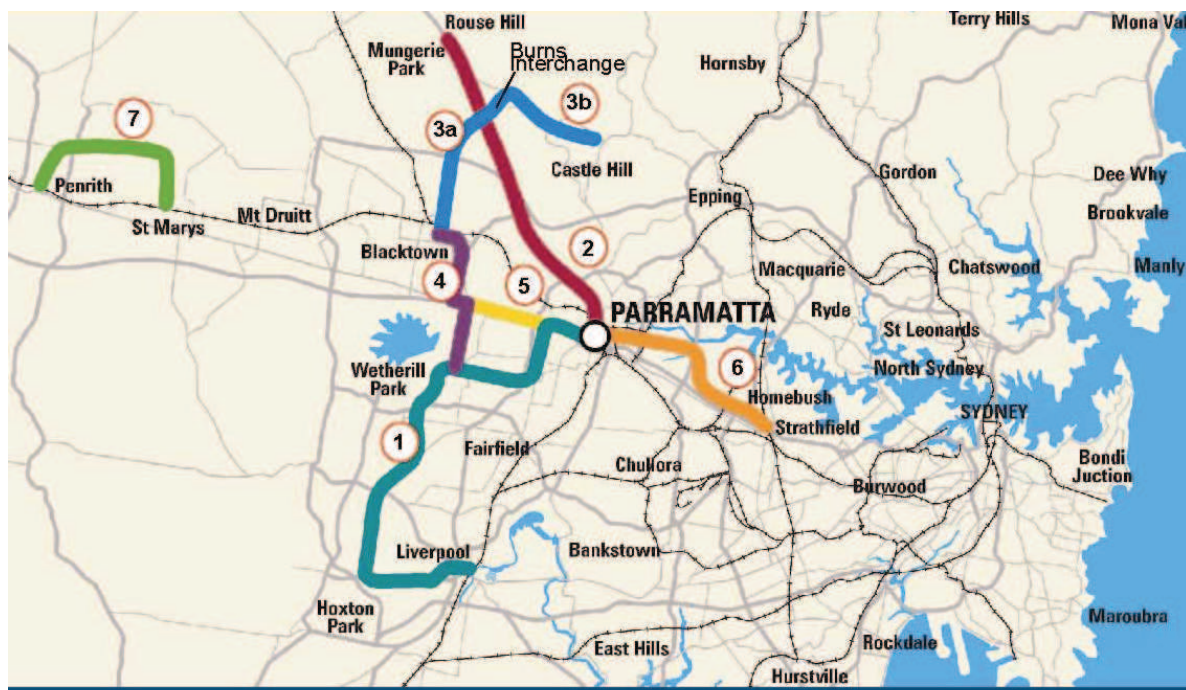 Rouse Hill
Terry Hills
Mona Val
Mungerie
Park
Burns
Interchange
Hornsby
3b
7
3a
Castle Hill
Gordon
Dee Why
Penrith
Epping
Mt Druitt
St Marys
Brookvale
Blacktown
2
Macquarie
Chatswood
Manly
4
5
PARRAMATTA
Ryde
St Leonards
Wetherill
Park
6
North Sydney
Homebush
SYDNEY
1
Strathfield
Fairfield
Chullora
Bondi
Juction
Burwood
Liverpool
Bankstown
Hoxton
Park
Maroubra
East Hills
Rockdale
Hurstville